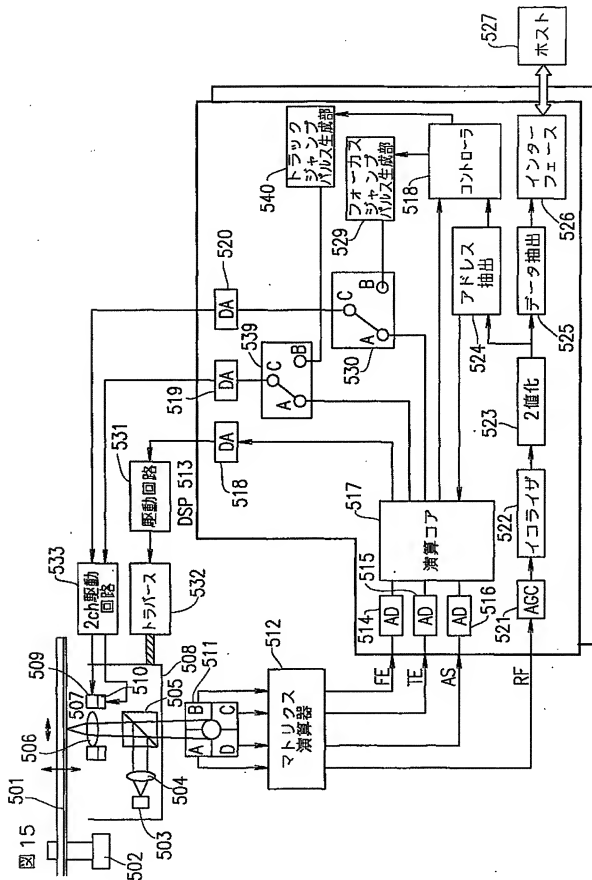 図15
501
502
503
504
505
506
507
508
509
510
511
A
B
C
D
533
2ch駆動
回路
531
駆動回路
532
トラバース
512
マトリクス
演算器
FE
TE
AS
RF
DSP 513
518
DA
519
DA
520
DA
539
A
B
C
530
A
B
C
540
トラック
ジャンプ
パルス生成部
529
フォーカス
ジャンプ
パルス生成部
518
コントローラ
514
AD
515
AD
516
AD
517
演算コア
524
アドレス
抽出
521
AGC
522
イコライザ
523
2値化
525
データ抽出
526
インター
フェース
527
ホスト